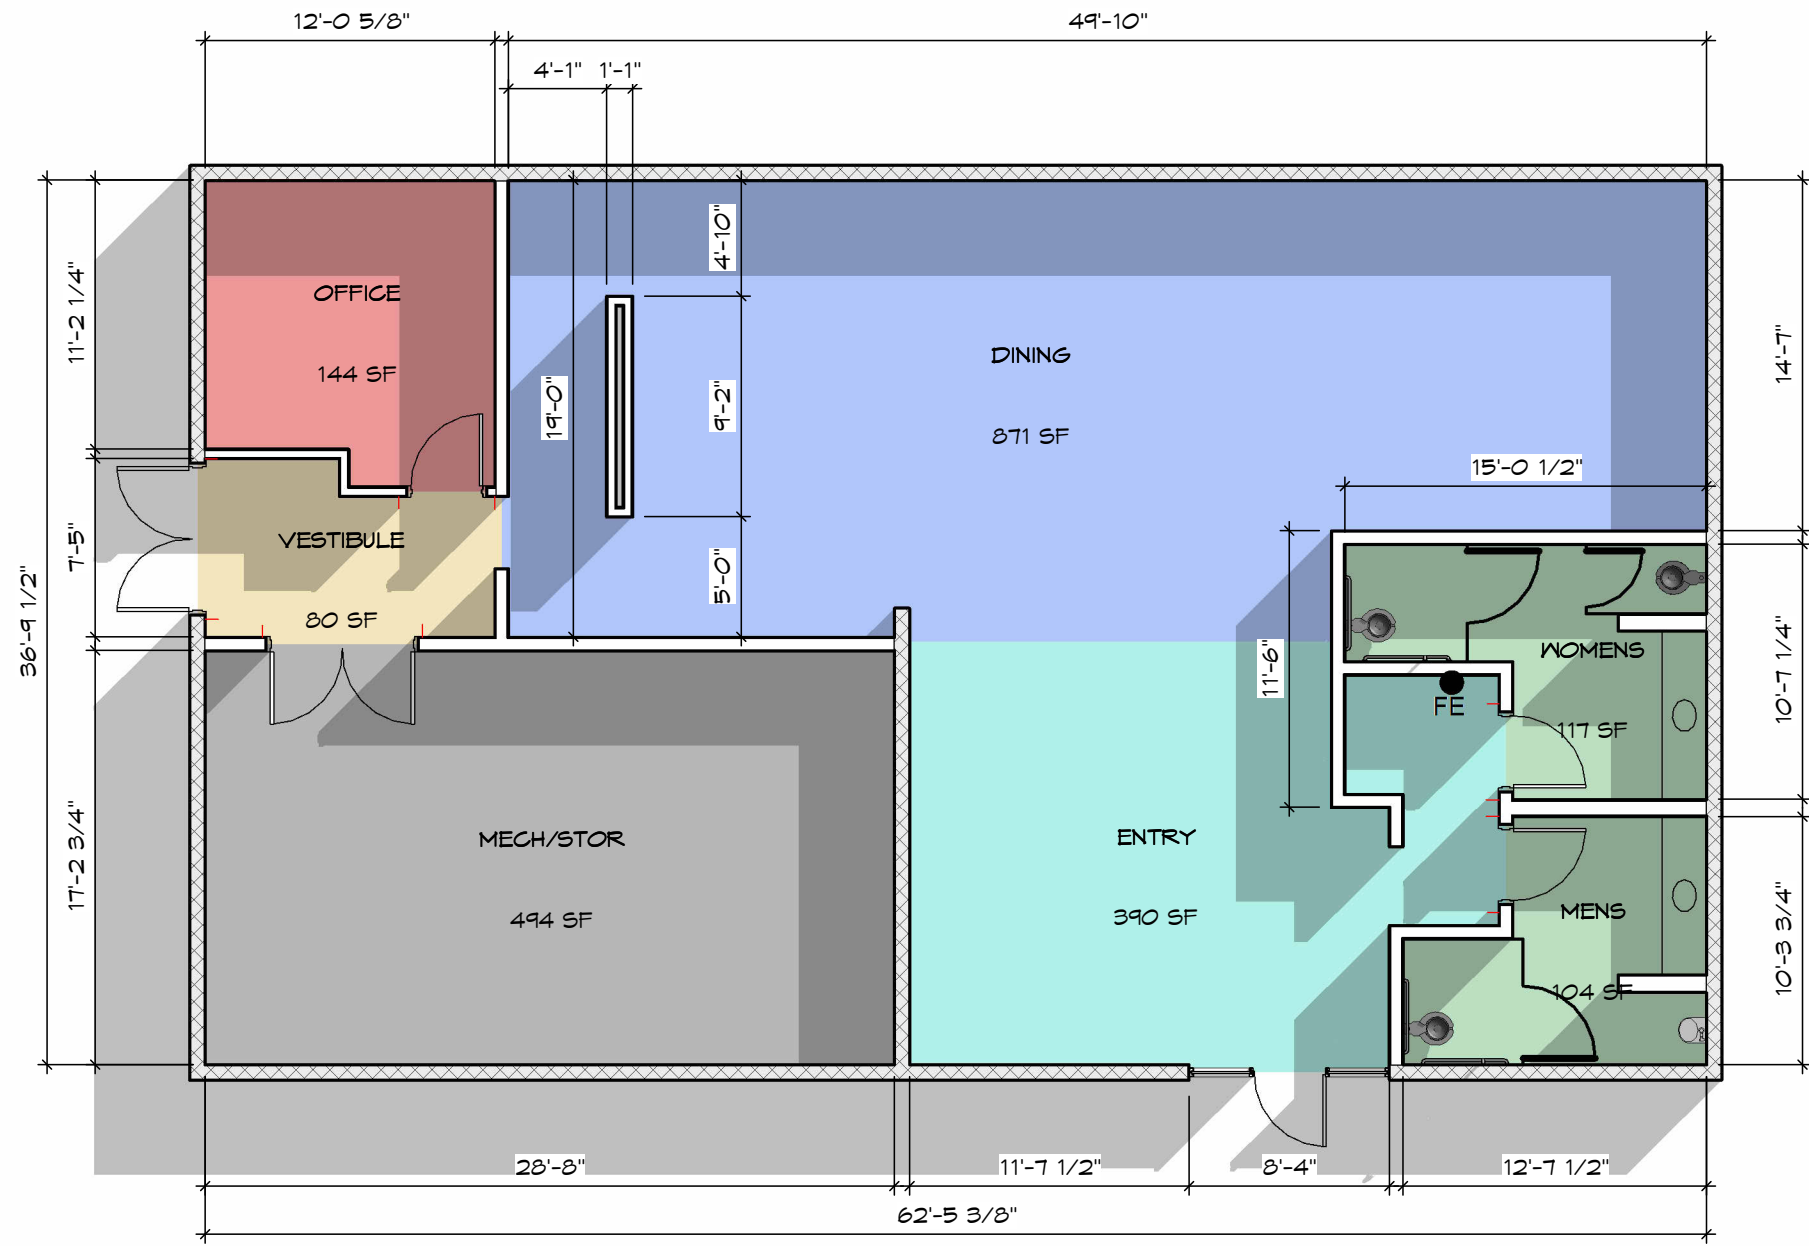 12'-0 5/8"
49'-10"
4'-1"
1'-1"
4'-10"
11'-2 1/4"
OFFICE
14'-7"
DINING
144 SF
19'-0"
9'-2"
871 SF
15'-0 1/2"
7'-5"
VESTIBULE
5'-0"
36'-9 1/2"
80 SF
WOMENS
10'-7 1/4"
11'-6"
FE
117 SF
17'-2 3/4"
MECH/STOR
ENTRY
494 SF
390 SF
MENS
10'-3 3/4"
104 SF
28'-8"
11'-7 1/2"
8'-4"
12'-7 1/2"
62'-5 3/8"